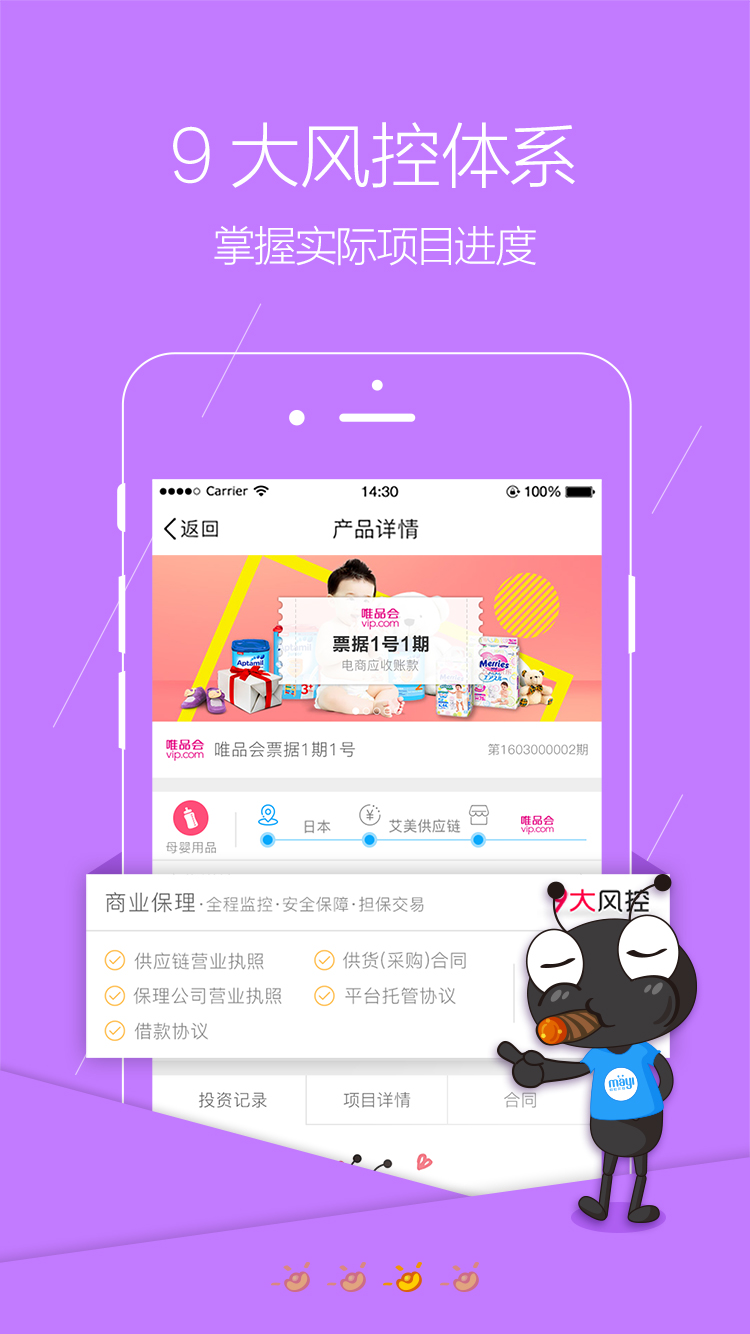 9 大风控体系
掌握实际项目进度
Carrier 14:30 100%
返回 产品详情
唯品会
vip.com
票据1号1期
电商应收账款
Aptamil
3+
Merries
唯品会
vip.com
唯品会票据1期1号 第1603000002期
母婴用品 日本 艾美供应链
唯品会
vip.com
商业保理·全程监控·安全保障·担保交易
9大风控
供应链营业执照 供货(采购)合同
保理公司营业执照 平台托管协议
借款协议
mäyi
投资记录 项目详情 合同